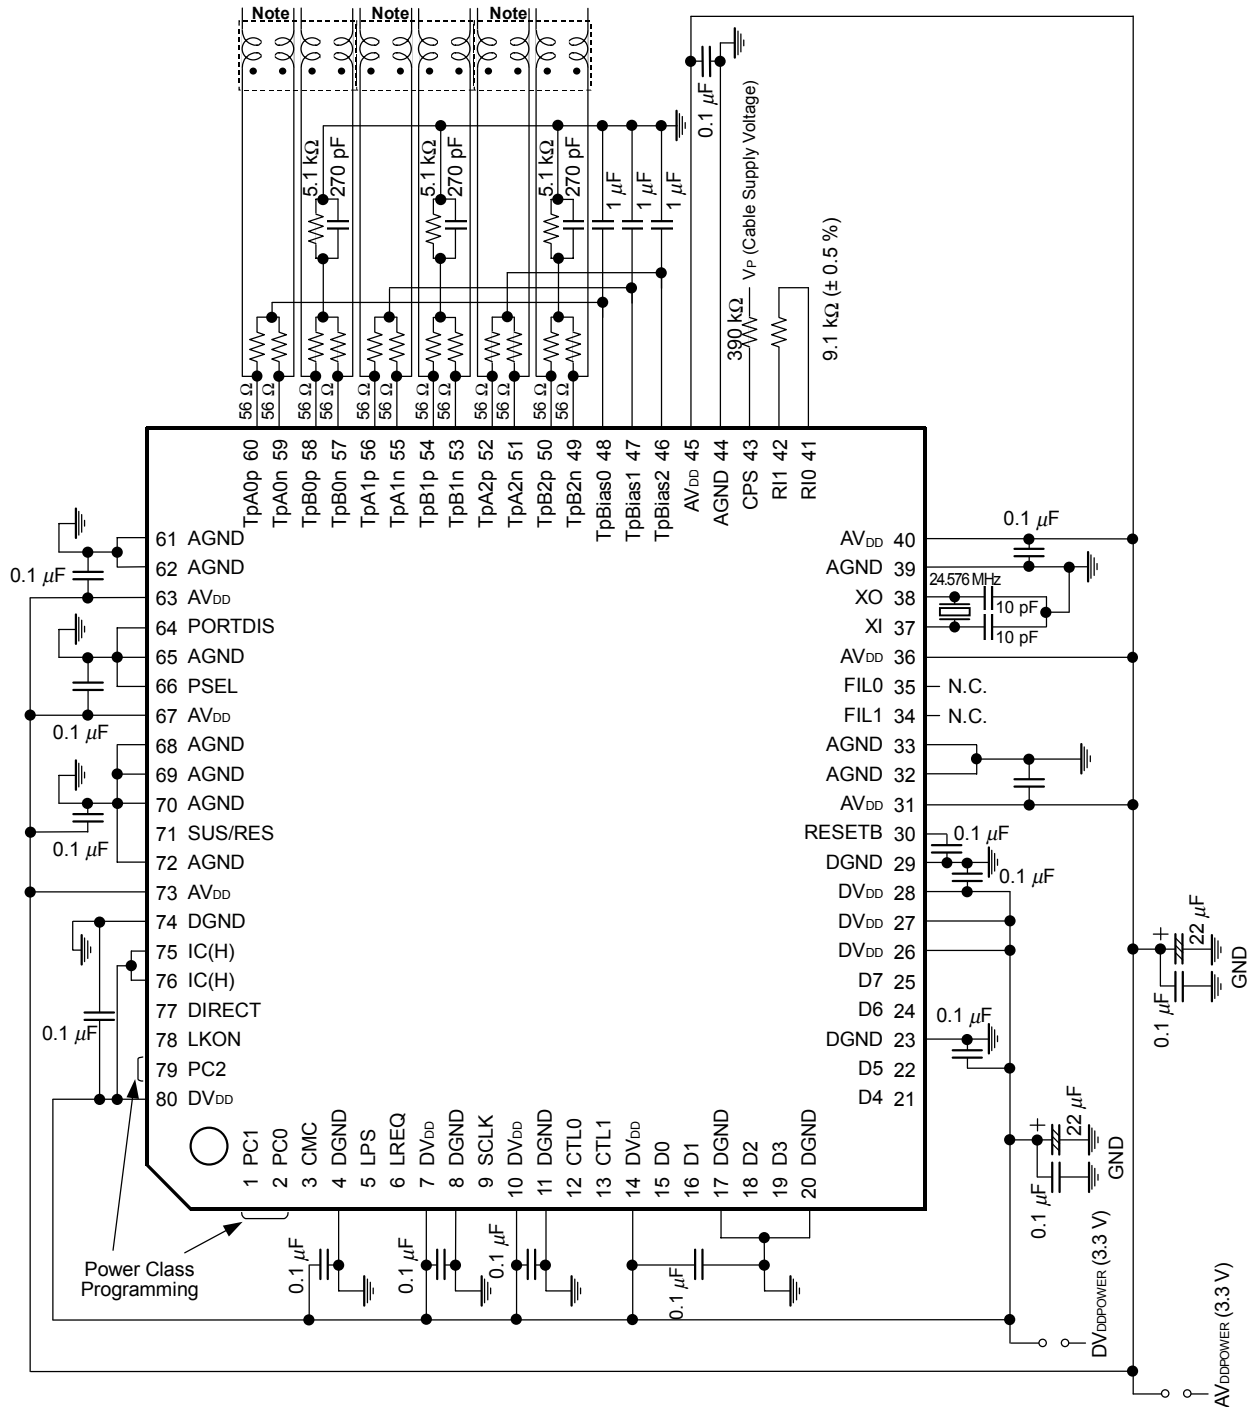 Note Note Note
5.1 kΩ
270 pF
5.1 kΩ
270 pF
5.1 kΩ
270 pF
1 μF
1 μF
1 μF
0.1 μF
390 kΩ
VP (Cable Supply Voltage)
9.1 kΩ (± 0.5 %)
56 Ω
56 Ω
56 Ω
56 Ω
56 Ω
56 Ω
56 Ω
56 Ω
56 Ω
56 Ω
56 Ω
56 Ω
TpA0p 60
TpA0n 59
TpB0p 58
TpB0n 57
TpA1p 56
TpA1n 55
TpB1p 54
TpB1n 53
TpA2p 52
TpA2n 51
TpB2p 50
TpB2n 49
TpBias0 48
TpBias1 47
TpBias2 46
AVDD 45
AGND 44
CPS 43
RI1 42
RI0 41
61 AGND
62 AGND
63 AVDD
64 PORTDIS
65 AGND
66 PSEL
67 AVDD
68 AGND
69 AGND
70 AGND
71 SUS/RES
72 AGND
73 AVDD
74 DGND
75 IC(H)
76 IC(H)
77 DIRECT
78 LKON
79 PC2
80 DVDD
0.1 μF
0.1 μF
0.1 μF
0.1 μF
AVDD 40
AGND 39
XO 38
XI 37
AVDD 36
FIL0 35
FIL1 34
AGND 33
AGND 32
AVDD 31
RESETB 30
DGND 29
DVDD 28
DVDD 27
DVDD 26
D7 25
D6 24
DGND 23
D5 22
D4 21
0.1 μF
24.576 MHz
10 pF
10 pF
N.C.
N.C.
0.1 μF
0.1 μF
0.1 μF
+
22 μF
0.1 μF
GND
+
22 μF
0.1 μF
GND
1 PC1
2 PC0
3 CMC
4 DGND
5 LPS
6 LREQ
7 DVDD
8 DGND
9 SCLK
10 DVDD
11 DGND
12 CTL0
13 CTL1
14 DVDD
15 D0
16 D1
17 DGND
18 D2
19 D3
20 DGND
0.1 μF
0.1 μF
0.1 μF
0.1 μF
Power Class
Programming
DVDDPOWER (3.3 V)
AVDDPOWER (3.3 V)